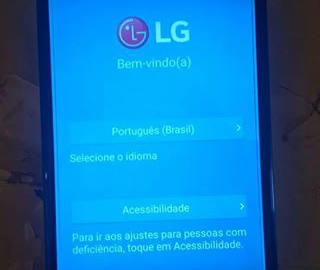 LG
Bem-vindo(a)
Português (Brasil)
Selecione o idioma
Acessibilidade
Para ir aos ajustes para pessoas com
deficiência, toque em Acessibilidade.